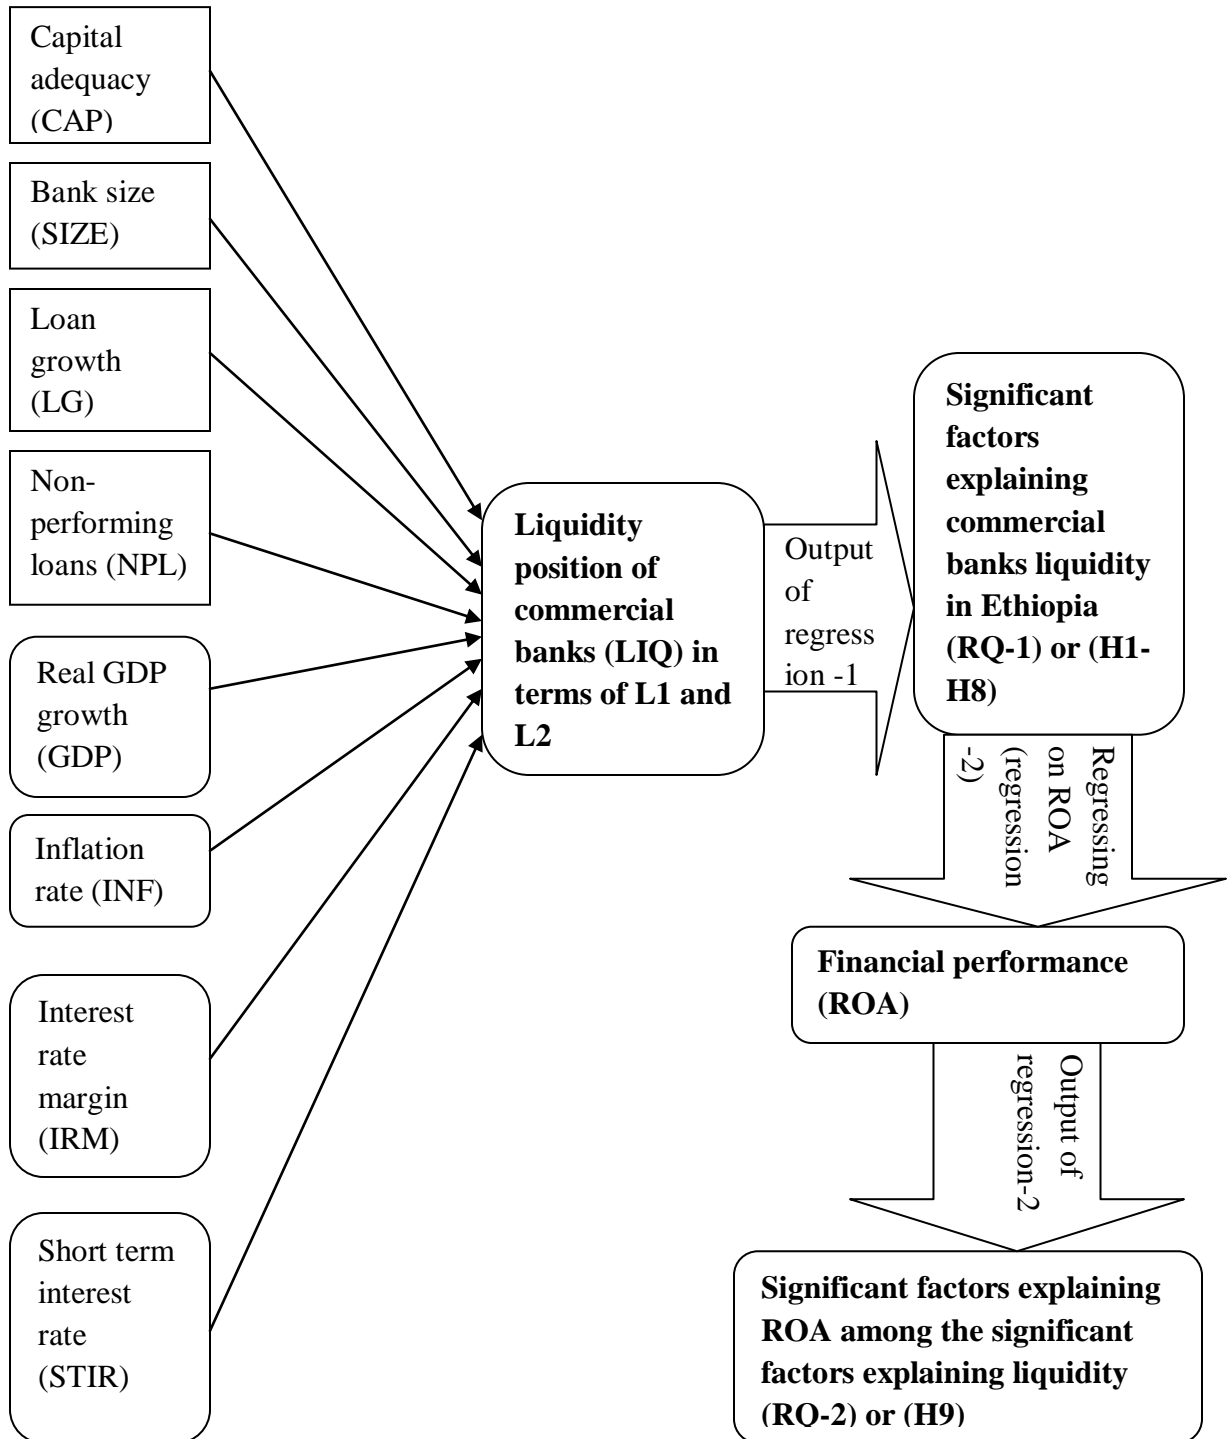 Capital
adequacy
(CAP)
Bank size
(SIZE)
Loan
growth
(LG)
Non-
performing
loans (NPL)
Real GDP
growth
(GDP)
Inflation
rate (INF)
Interest
rate
margin
(IRM)
Short term
interest
rate
(STIR)
Liquidity
position of
commercial
banks (LIQ) in
terms of L1 and
L2
Output
of
regress
ion -1
Significant
factors
explaining
commercial
banks liquidity
in Ethiopia
(RQ-1) or (H1-
H8)
Regressing
on ROA
(regression
-2)
Financial performance
(ROA)
Output of
regression-2
Significant factors explaining
ROA among the significant
factors explaining liquidity
(RQ-2) or (H9)